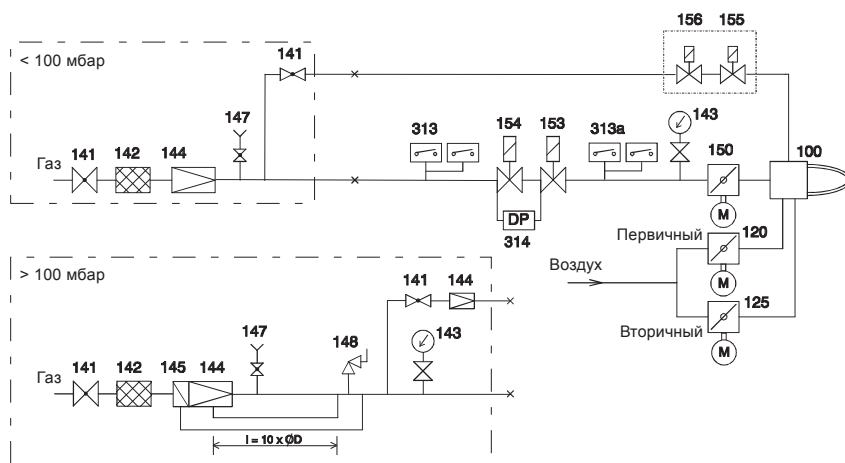 < 100 мбар
141
156 155
147
Газ
141 142 144
313
154 153
313a
143
150
100
DP
314
M
Первичный
120
M
Воздух
Вторичный
125
M
> 100 мбар
141 144
147
148
143
Газ
141 142 145 144
l = 10 x ØD